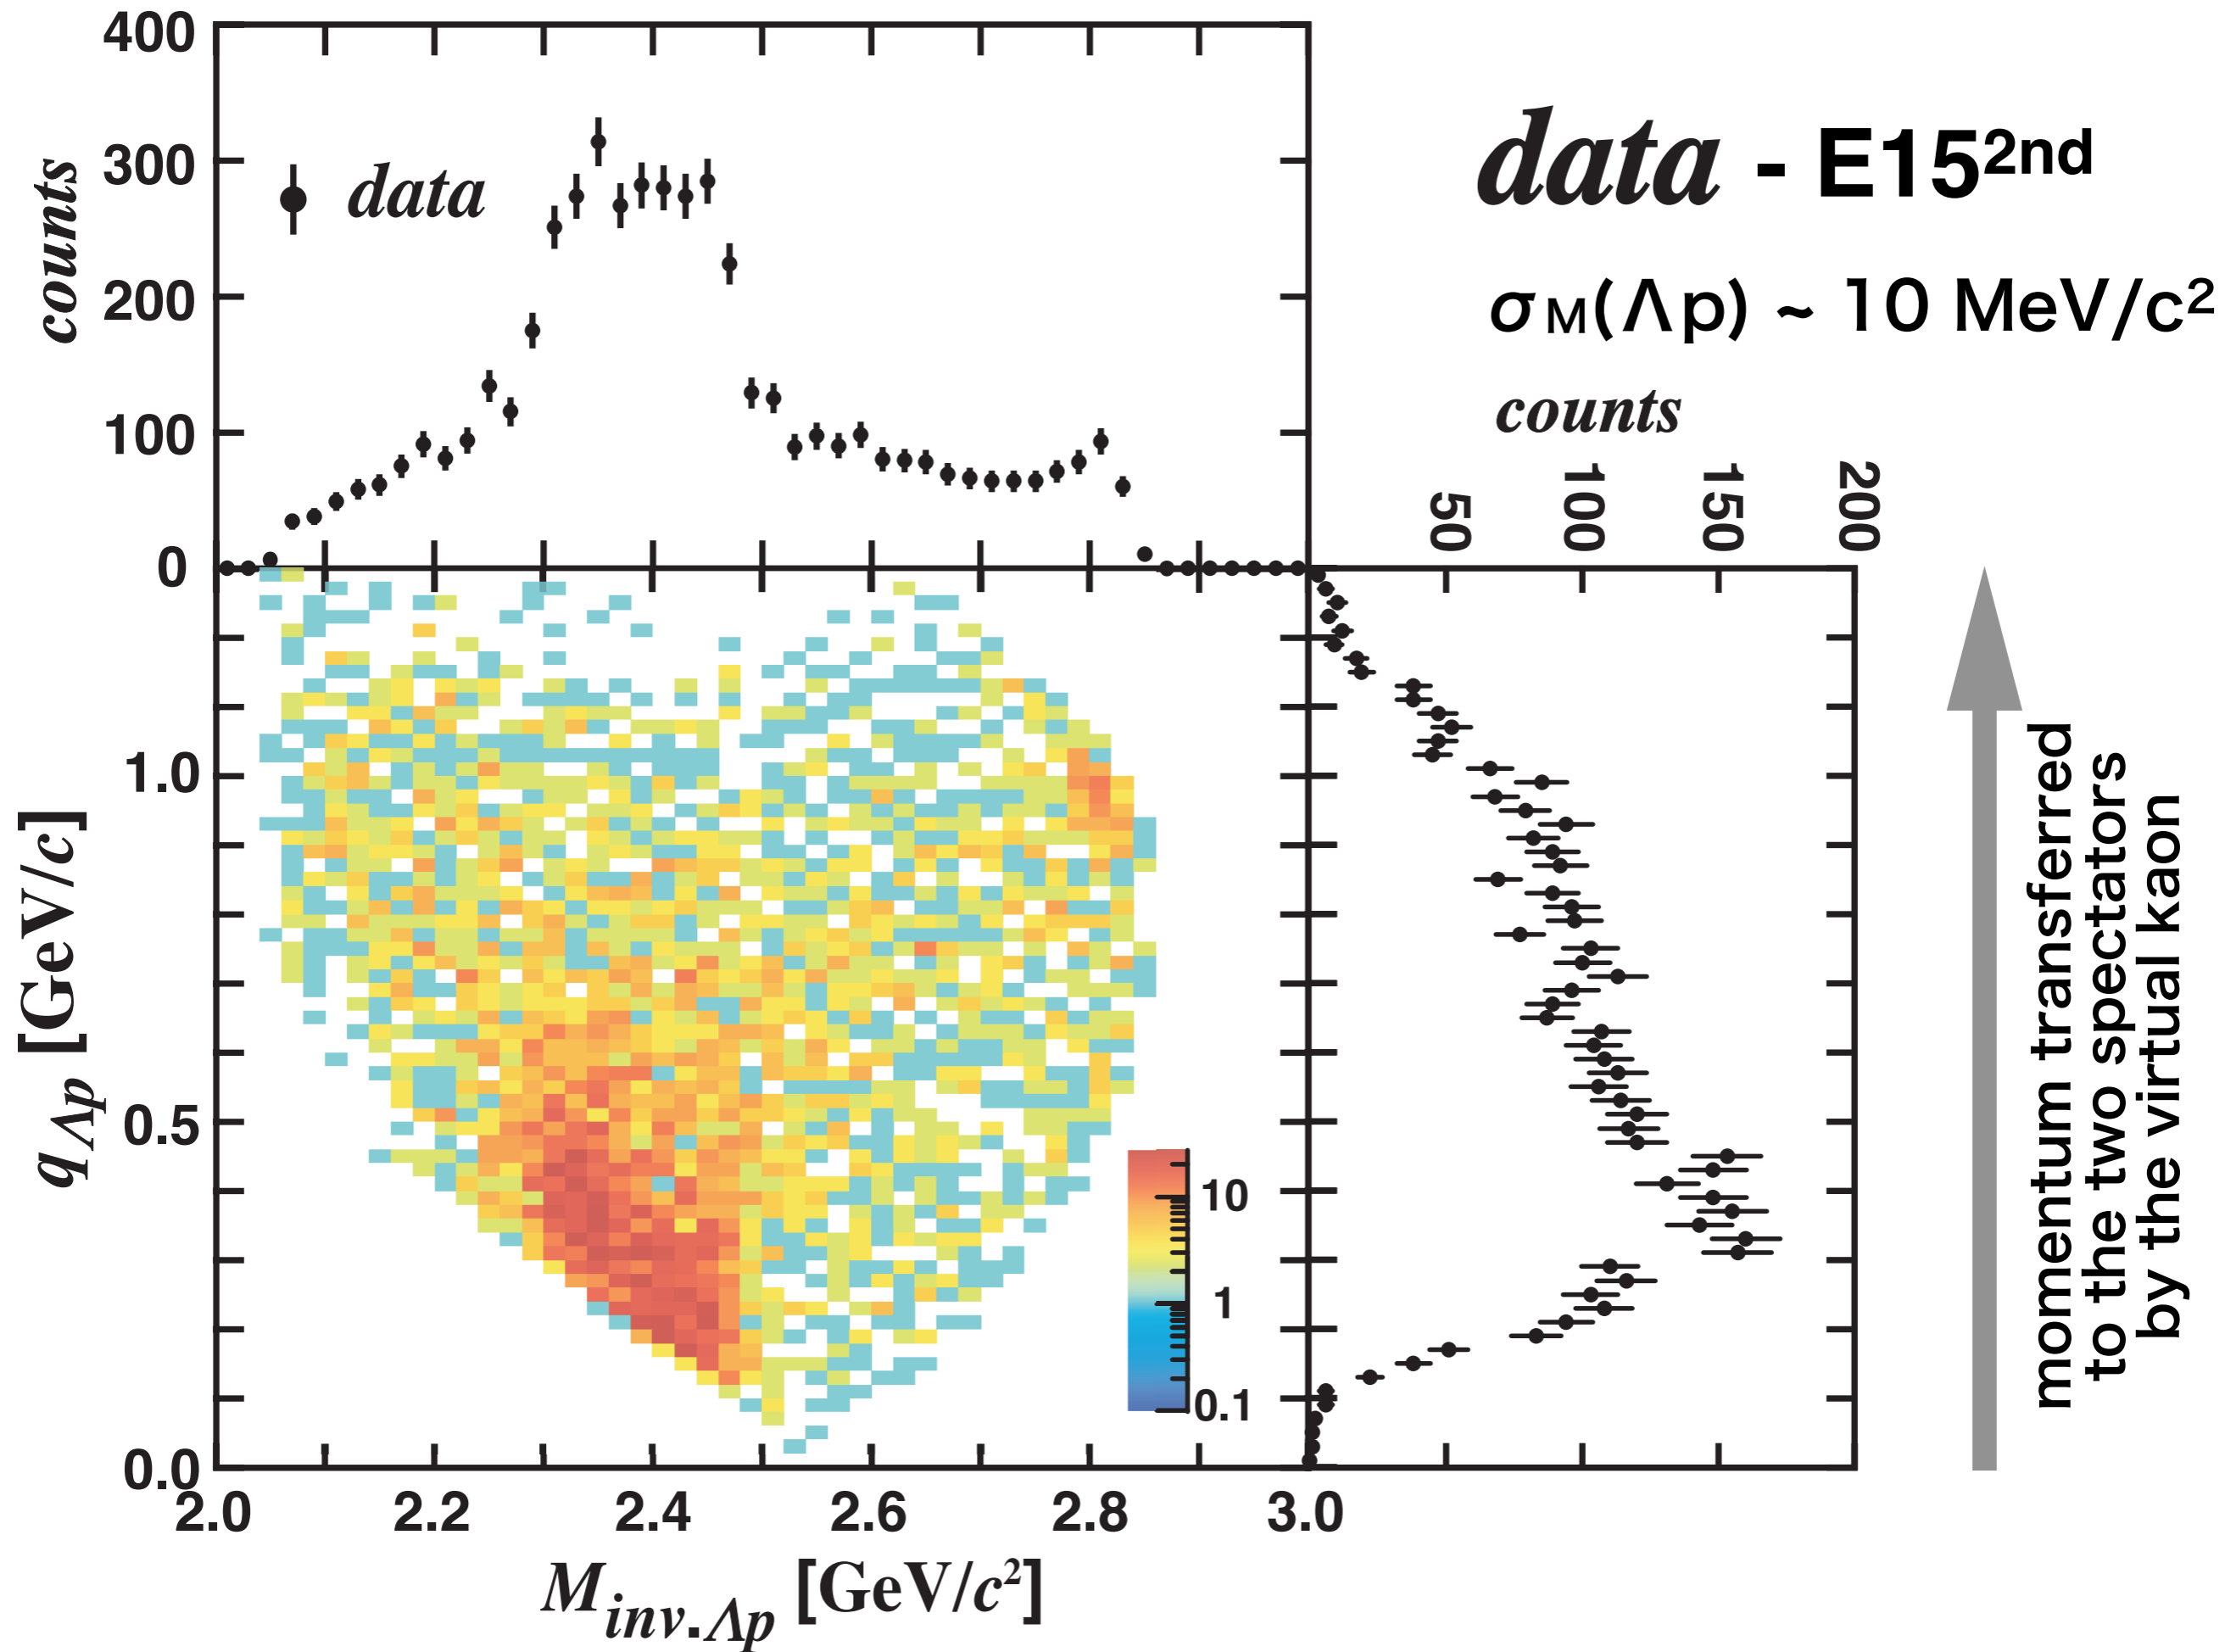 400
300
200
100
0
counts
data
data - E15²ⁿᵈ
σM(Λp) ~ 10 MeV/c²
counts
50
100
150
200
1.0
0.5
0.0
qΛp [GeV/c]
10
1
0.1
2.0
2.2
2.4
2.6
2.8
3.0
Minv.Λp [GeV/c²]
momentum transferred
to the two spectators
by the virtual kaon